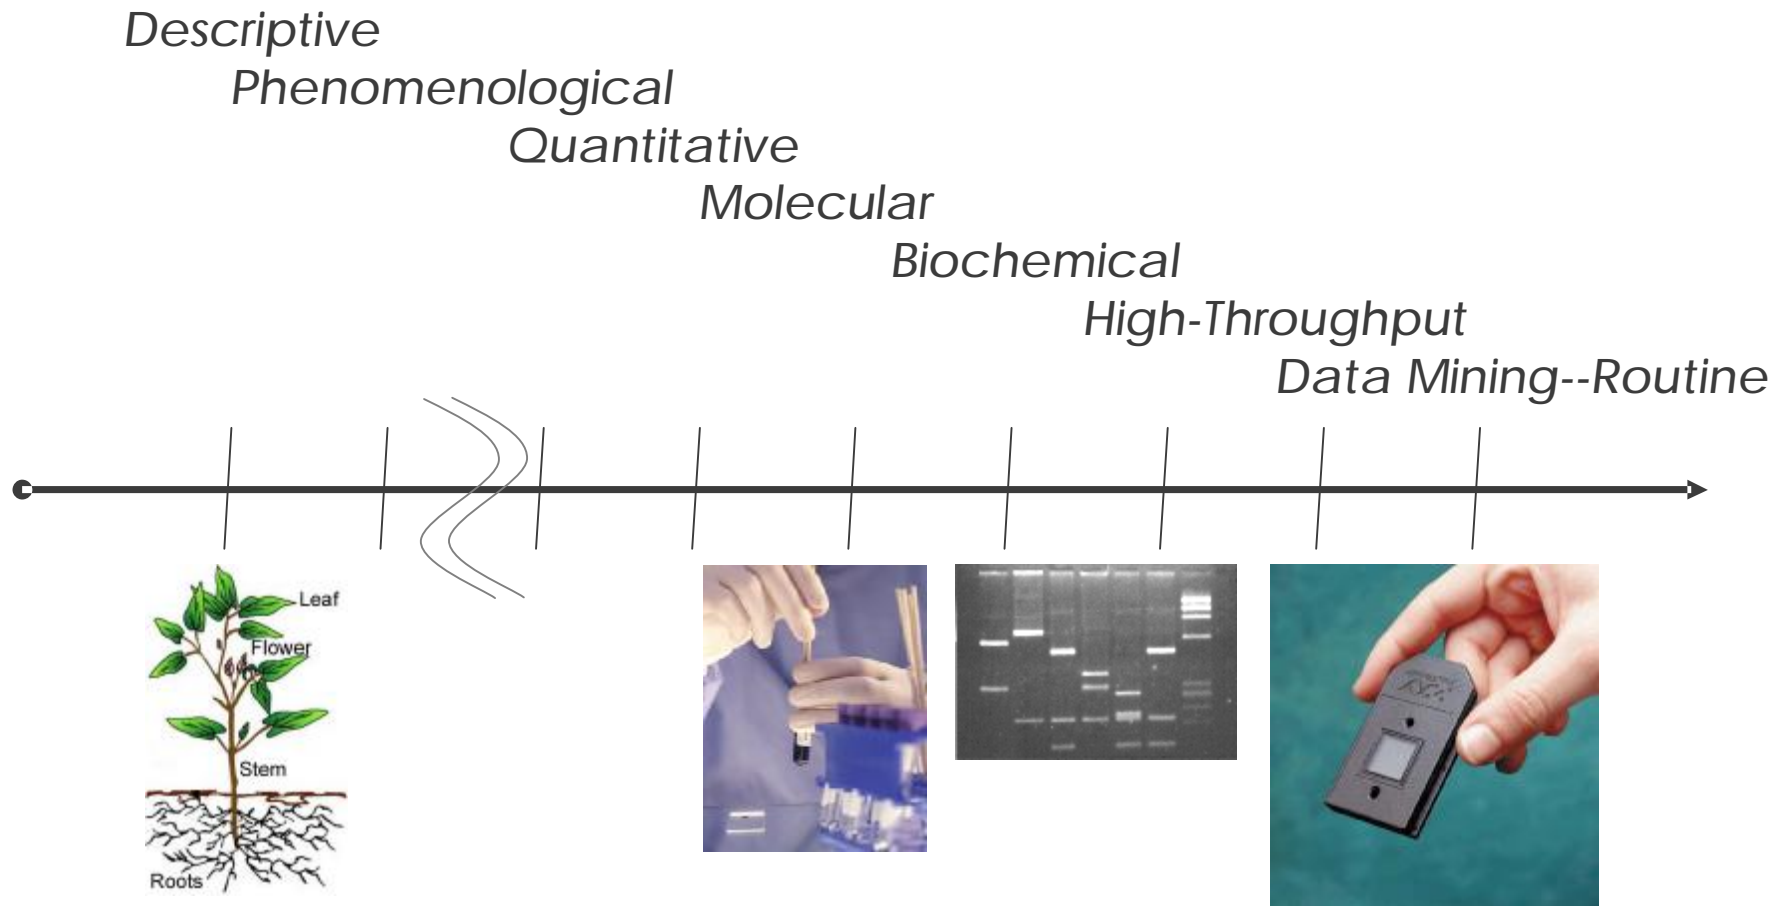 Descriptive
Phenomenological
Quantitative
Molecular
Biochemical
High-Throughput
Data Mining--Routine
Leaf
Flower
Stem
Roots